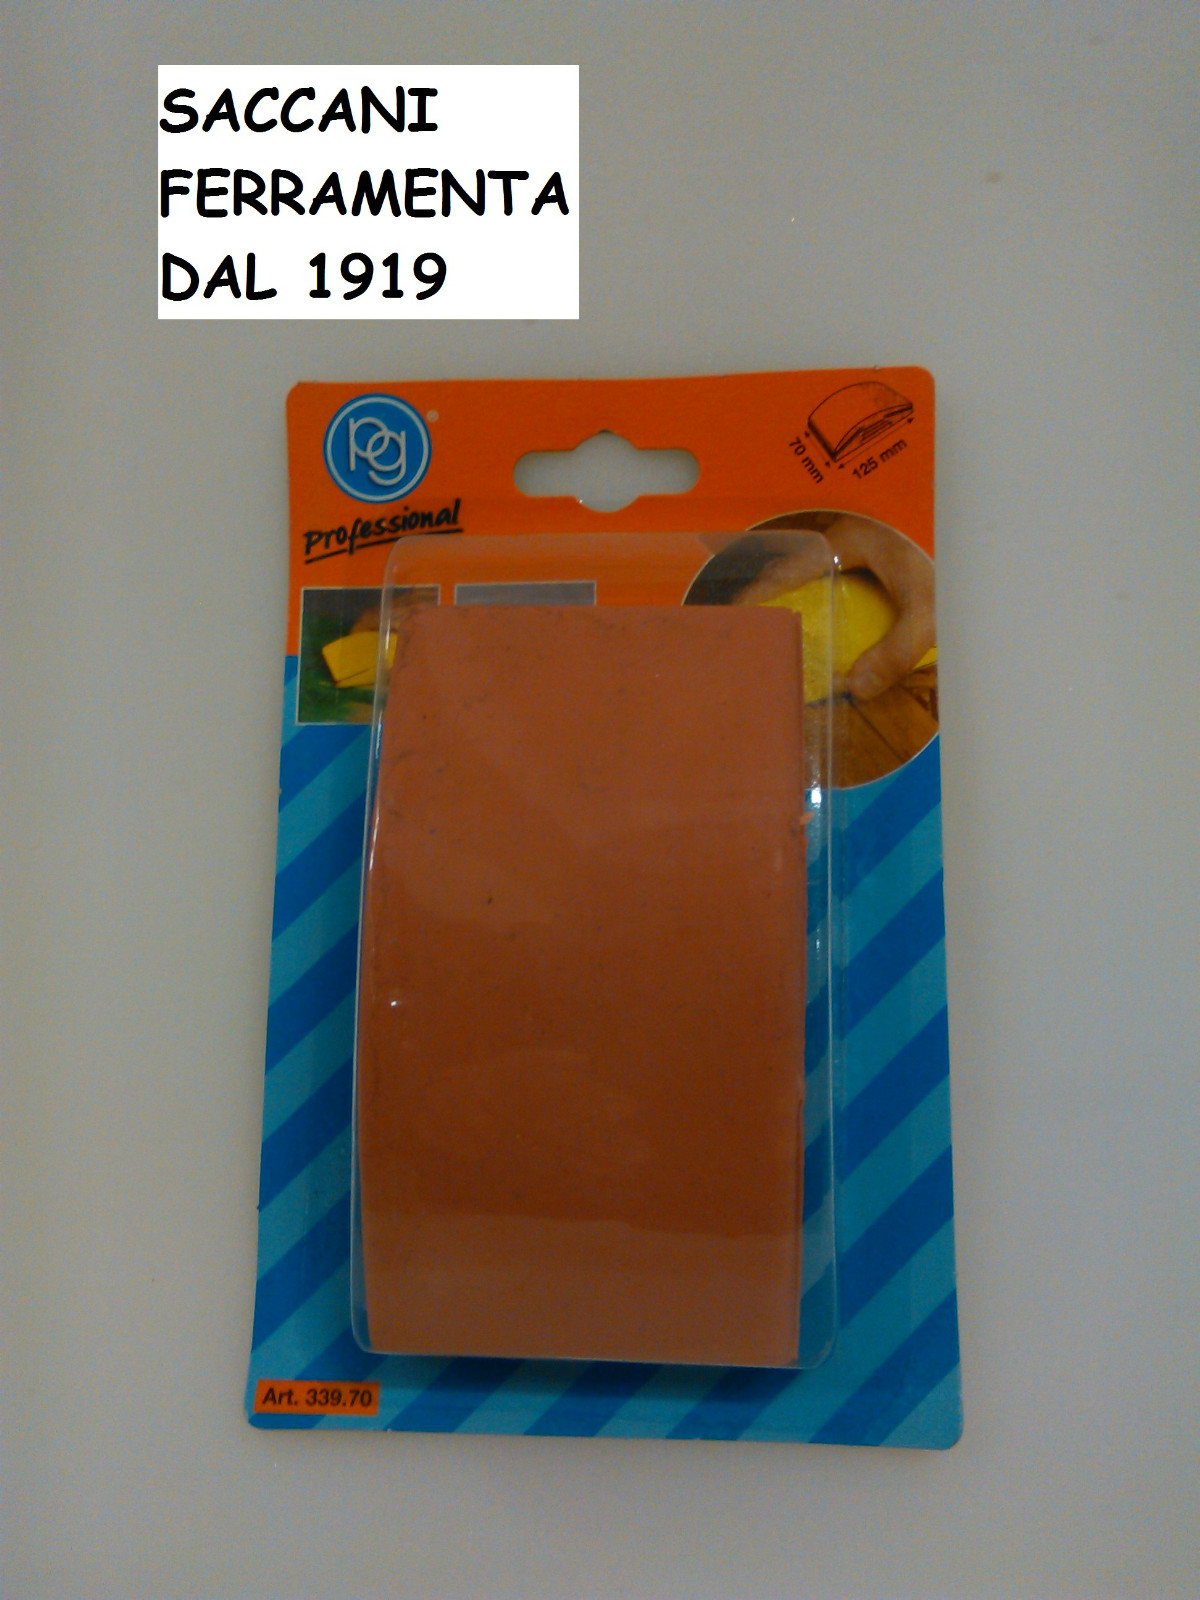 SACCANI
FERRAMENTA
DAL 1919
pg
®
Professional
70 mm
125 mm
Art. 339.70